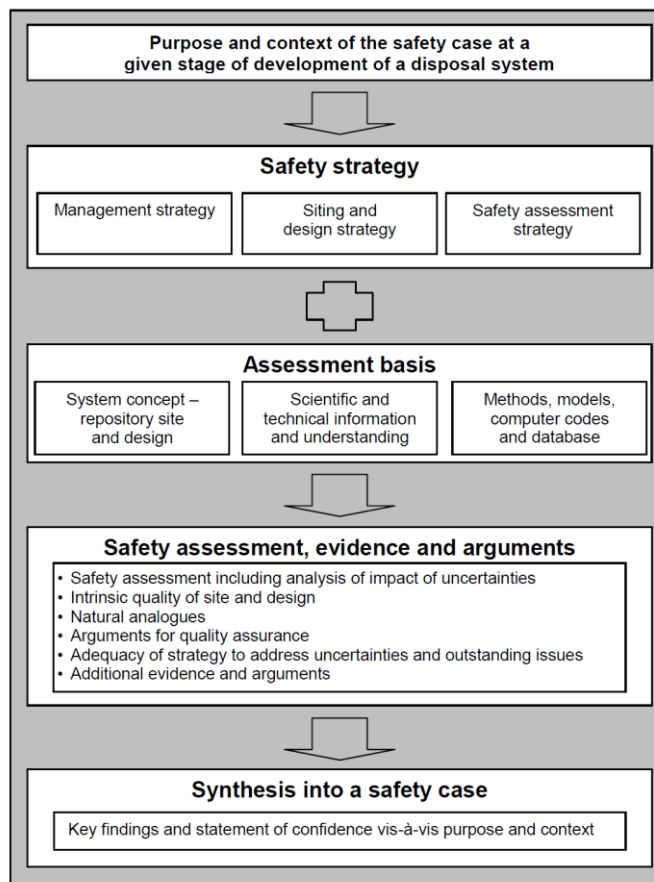 Purpose and context of the safety case at a
given stage of development of a disposal system
Safety strategy
Management strategy
Siting and
design strategy
Safety assessment
strategy
Assessment basis
System concept –
repository site
and design
Scientific and
technical information
and understanding
Methods, models,
computer codes
and database
Safety assessment, evidence and arguments
• Safety assessment including analysis of impact of uncertainties
• Intrinsic quality of site and design
• Natural analogues
• Arguments for quality assurance
• Adequacy of strategy to address uncertainties and outstanding issues
• Additional evidence and arguments
Synthesis into a safety case
Key findings and statement of confidence vis-à-vis purpose and context